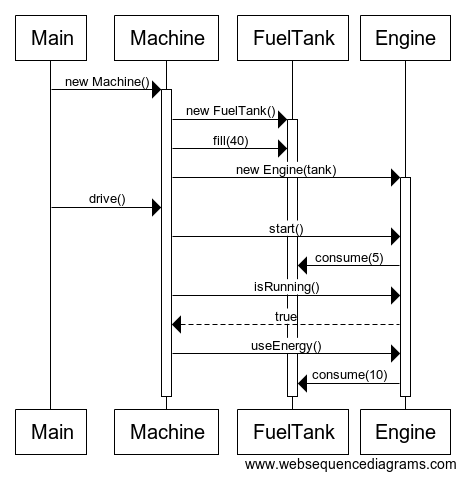 Main Machine FuelTank Engine
new Machine()
new FuelTank()
fill(40)
new Engine(tank)
drive()
start()
consume(5)
isRunning()
true
useEnergy()
consume(10)
Main Machine FuelTank Engine
www.websequencediagrams.com